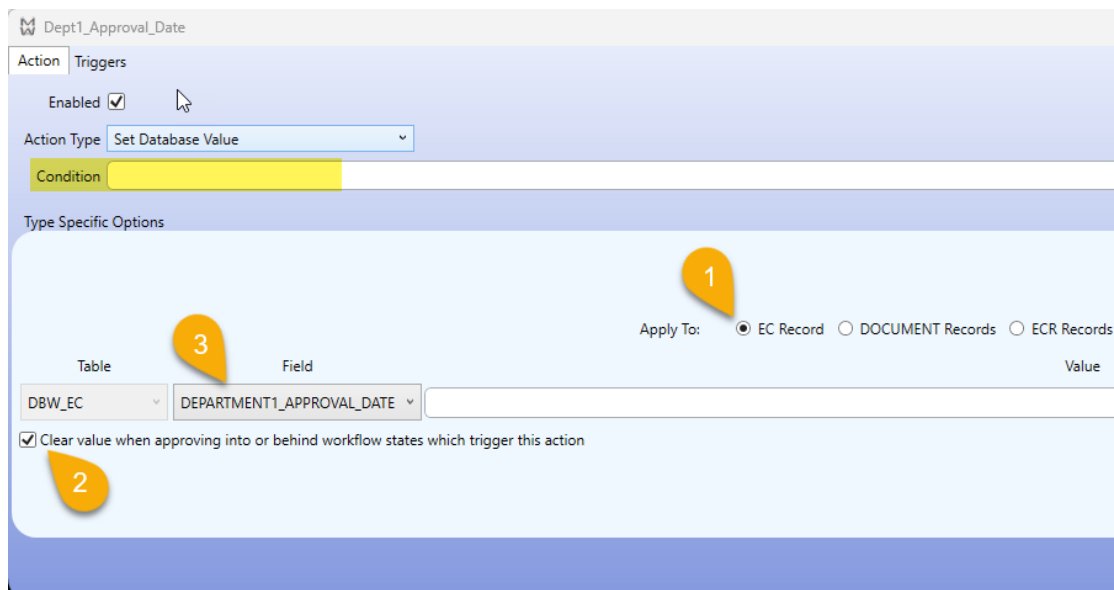 Dept1_Approval_Date
Action Triggers
Enabled
Action Type Set Database Value
Condition
Type Specific Options
1
Apply To: EC Record DOCUMENT Records ECR Records
3
Table Field Value
DBW_EC DEPARTMENT1_APPROVAL_DATE
Clear value when approving into or behind workflow states which trigger this action
2